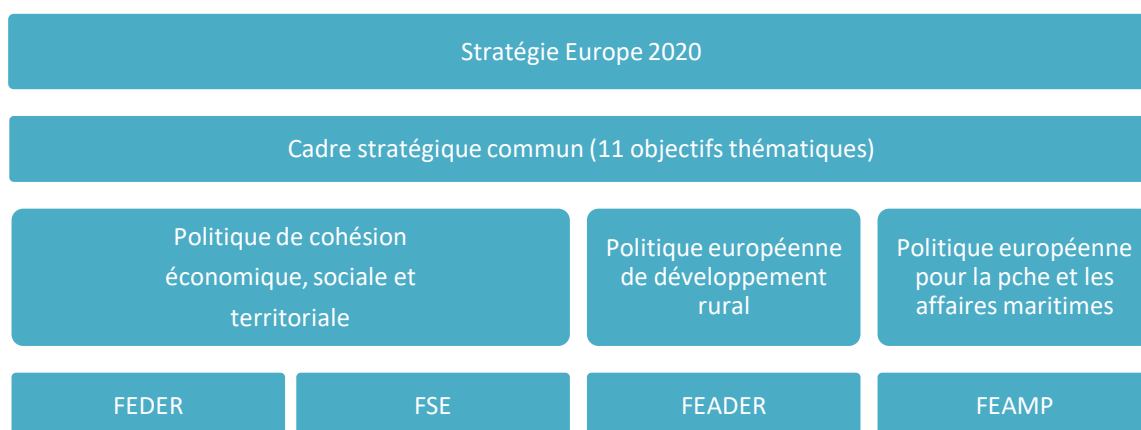 Stratégie Europe 2020
Cadre stratégique commun (11 objectifs thématiques)
Politique de cohésion
économique, sociale et
territoriale
Politique européenne
de développement
rural
Politique européenne
pour la pche et les
affaires maritimes
FEDER
FSE
FEADER
FEAMP